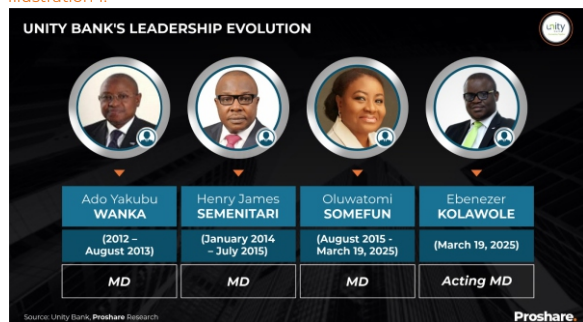 UNITY BANK'S LEADERSHIP EVOLUTION
unity
Ado Yakubu
WANKA
(2012 –
August 2013)
MD
Henry James
SEMENITARI
(January 2014
– July 2015)
MD
Oluwatomi
SOMEFUN
(August 2015 -
March 19, 2025)
MD
Ebenezer
KOLAWOLE
(March 19, 2025)
Acting MD
Source: Unity Bank, Proshare Research
Proshare.